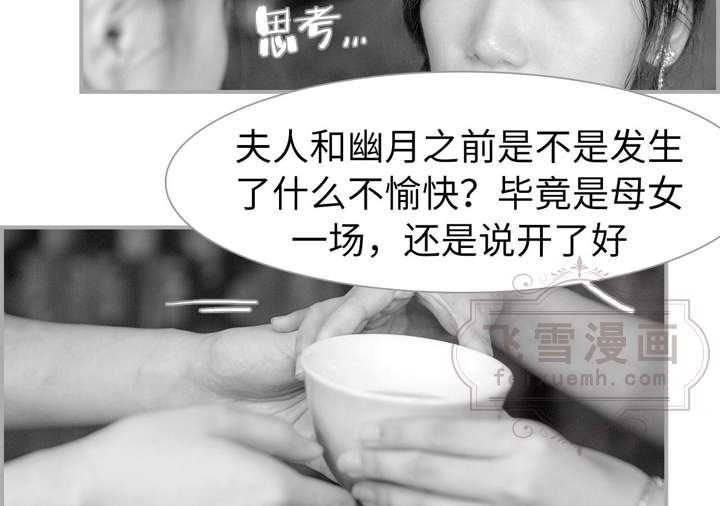 思考...
夫人和幽月之前是不是发生
了什么不愉快？毕竟是母女
一场，还是说开了好
飞雪漫画
feixuemh.com